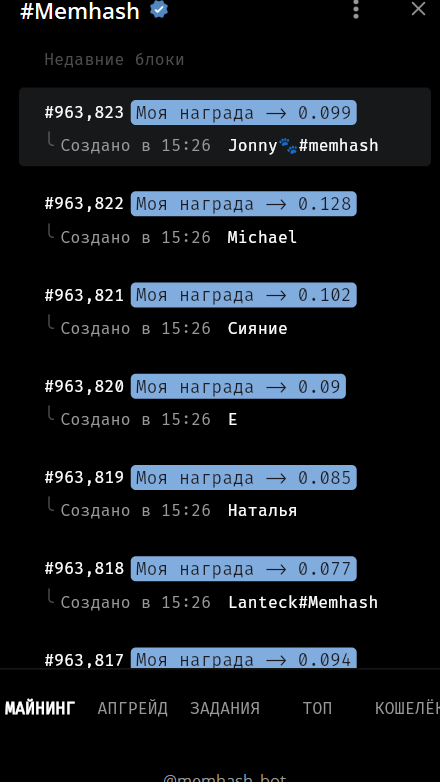 #Memhash
Недавние блоки
#963,823 Моя награда —> 0.099
Создано в 15:26 Jonny🐾#memhash
#963,822 Моя награда —> 0.128
Создано в 15:26 Michael
#963,821 Моя награда —> 0.102
Создано в 15:26 Сияние
#963,820 Моя награда —> 0.09
Создано в 15:26 E
#963,819 Моя награда —> 0.085
Создано в 15:26 Наталья
#963,818 Моя награда —> 0.077
Создано в 15:26 Lanteck#Memhash
#963,817 Моя награда —> 0.094
МАЙНИНГ АПГРЕЙД ЗАДАНИЯ ТОП КОШЕЛЁК
@memhash_bot